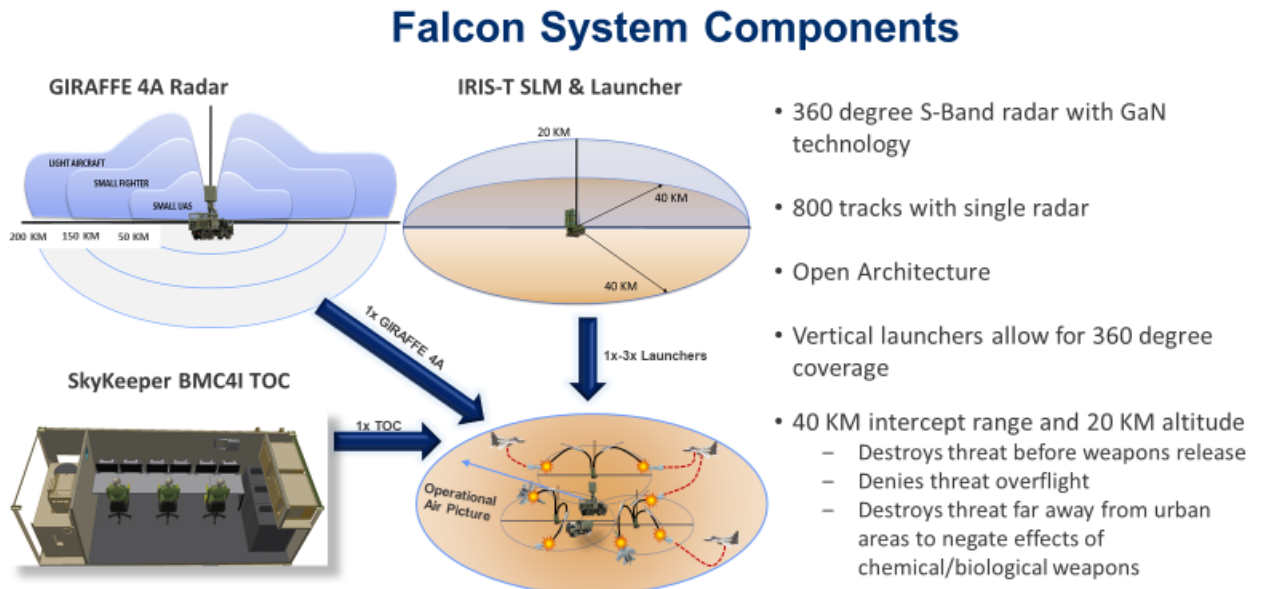 Falcon System Components
GIRAFFE 4A Radar
LIGHT AIRCRAFT
SMALL FIGHTER
SMALL UAS
200 KM
150 KM
50 KM
IRIS-T SLM & Launcher
20 KM
40 KM
40 KM
1x GIRAFFE 4A
1x-3x Launchers
SkyKeeper BMC4I TOC
1x TOC
Operational
Air Picture
• 360 degree S-Band radar with GaN
technology
• 800 tracks with single radar
• Open Architecture
• Vertical launchers allow for 360 degree
coverage
• 40 KM intercept range and 20 KM altitude
– Destroys threat before weapons release
– Denies threat overflight
– Destroys threat far away from urban
areas to negate effects of
chemical/biological weapons